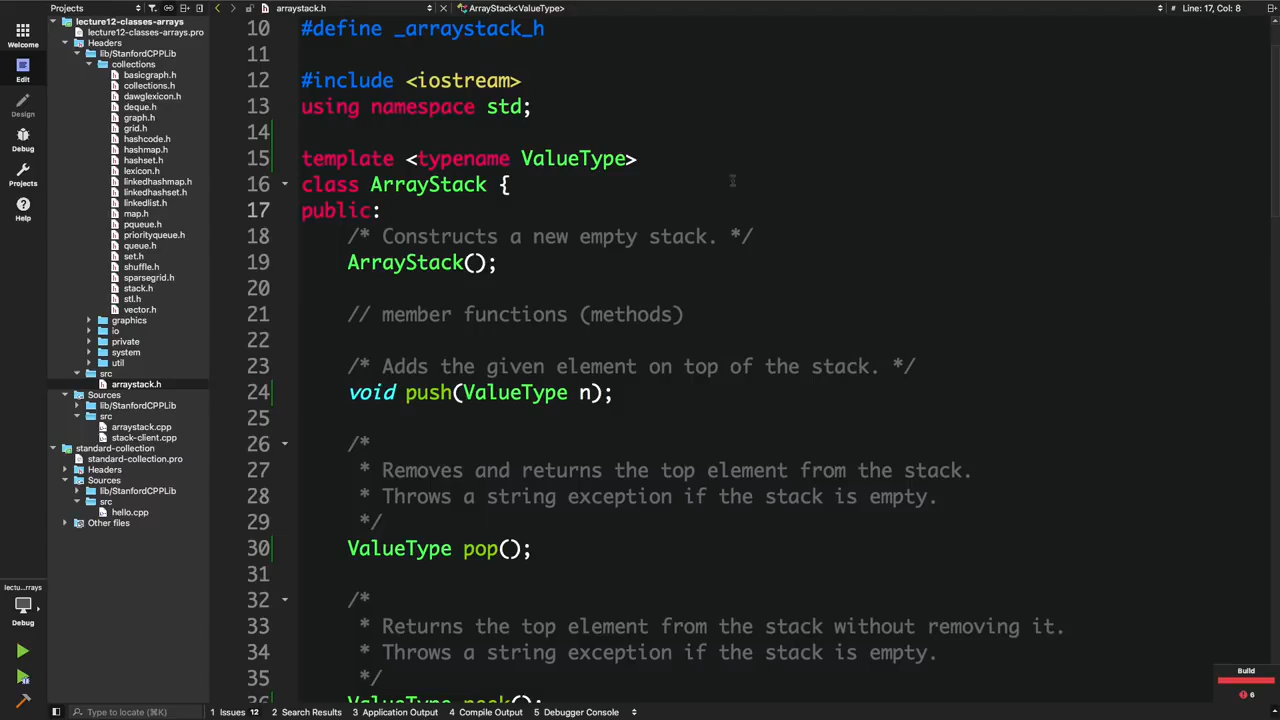 Projects
arraystack.h
ArrayStack<ValueType>
Line: 17, Col: 8
Welcome
Edit
Design
Debug
Projects
Help
lectu...rrays
Debug
lecture12-classes-arrays
lecture12-classes-arrays.pro
Headers
lib/StanfordCPPLib
collections
basicgraph.h
collections.h
dawglexicon.h
deque.h
graph.h
grid.h
hashcode.h
hashmap.h
hashset.h
lexicon.h
linkedhashmap.h
linkedhashset.h
linkedlist.h
map.h
pqueue.h
priorityqueue.h
queue.h
set.h
shuffle.h
sparsegrid.h
stack.h
stl.h
vector.h
graphics
io
private
system
util
src
arraystack.h
Sources
lib/StanfordCPPLib
src
arraystack.cpp
stack-client.cpp
standard-collection
standard-collection.pro
Headers
Sources
lib/StanfordCPPLib
src
hello.cpp
Other files
10 #define _arraystack_h
11
12 #include <iostream>
13 using namespace std;
14
15 template <typename ValueType>
16 class ArrayStack {
17 public:
18 /* Constructs a new empty stack. */
19 ArrayStack();
20
21 // member functions (methods)
22
23 /* Adds the given element on top of the stack. */
24 void push(ValueType n);
25
26 /*
27 * Removes and returns the top element from the stack.
28 * Throws a string exception if the stack is empty.
29 */
30 ValueType pop();
31
32 /*
33 * Returns the top element from the stack without removing it.
34 * Throws a string exception if the stack is empty.
35 */
36 ValueType peek();
Build
6
Type to locate (⌘K)
1 Issues 12
2 Search Results
3 Application Output
4 Compile Output
5 Debugger Console